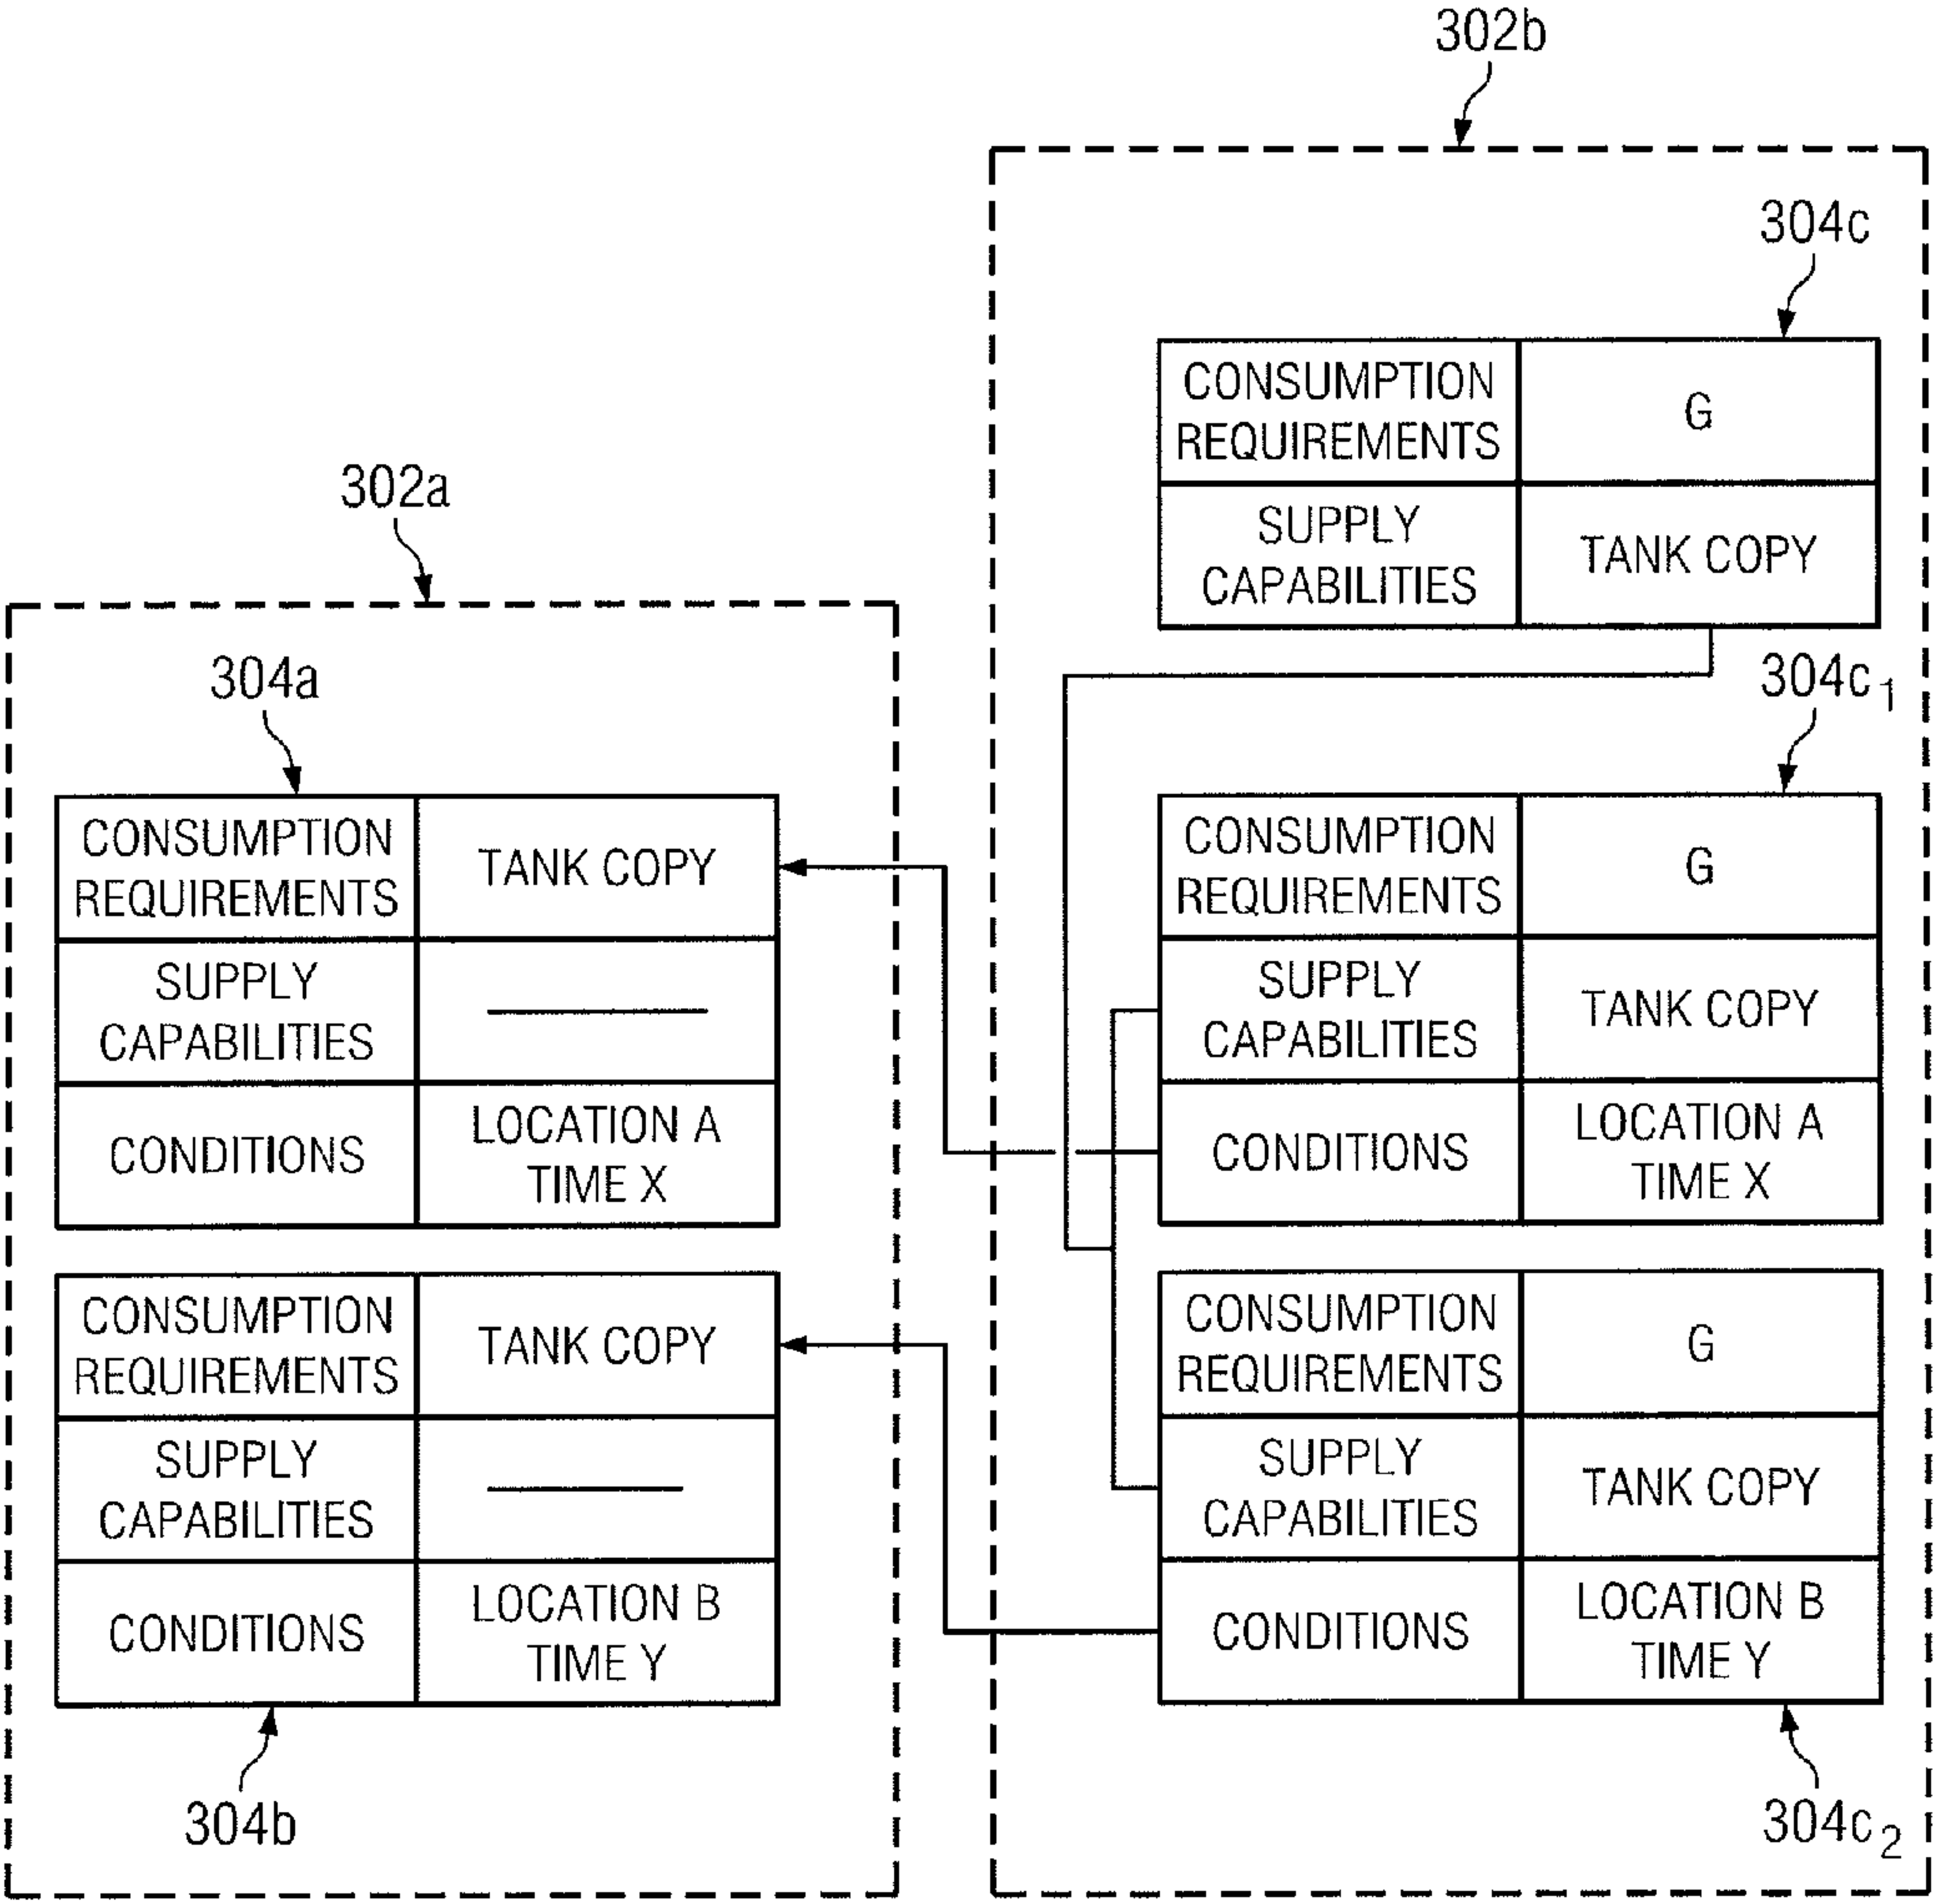 302b
304c
CONSUMPTION
REQUIREMENTS
G
SUPPLY
CAPABILITIES
TANK COPY
302a
304a
CONSUMPTION
REQUIREMENTS
TANK COPY
SUPPLY
CAPABILITIES
CONDITIONS
LOCATION A
TIME X
CONSUMPTION
REQUIREMENTS
TANK COPY
SUPPLY
CAPABILITIES
CONDITIONS
LOCATION B
TIME Y
304b
304c1
CONSUMPTION
REQUIREMENTS
G
SUPPLY
CAPABILITIES
TANK COPY
CONDITIONS
LOCATION A
TIME X
CONSUMPTION
REQUIREMENTS
G
SUPPLY
CAPABILITIES
TANK COPY
CONDITIONS
LOCATION B
TIME Y
304c2